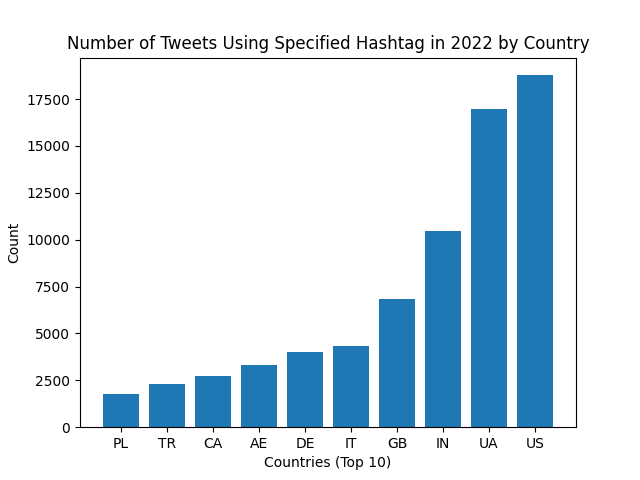 Number of Tweets Using Specified Hashtag in 2022 by Country
17500
15000
12500
10000
7500
5000
2500
0
Count
PL TR CA AE DE IT GB IN UA US
Countries (Top 10)